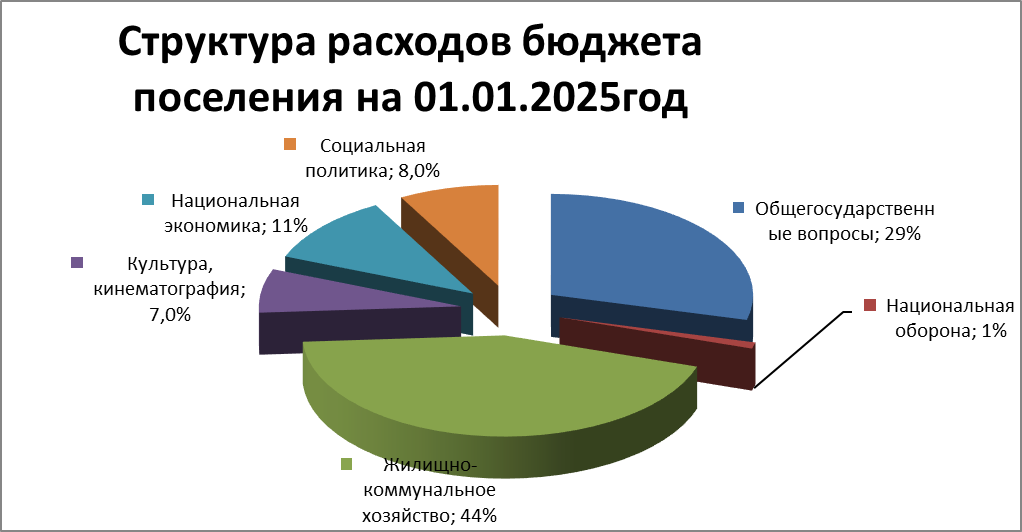 Структура расходов бюджета
поселения на 01.01.2025год
Социальная
политика; 8,0%
Национальная
экономика; 11%
Культура,
кинематография;
7,0%
Общегосударственн
ые вопросы; 29%
Национальная
оборона; 1%
Жилищно-
коммунальное
хозяйство; 44%